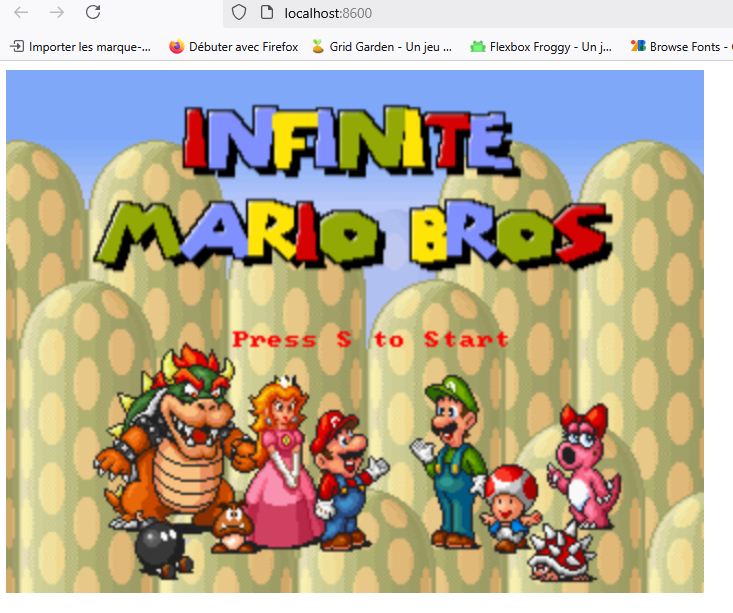 localhost:8600
Importer les marque-... Débuter avec Firefox Grid Garden - Un jeu ... Flexbox Froggy - Un j... Browse Fonts -
INFINITE
MARIO BROS
Press S to Start